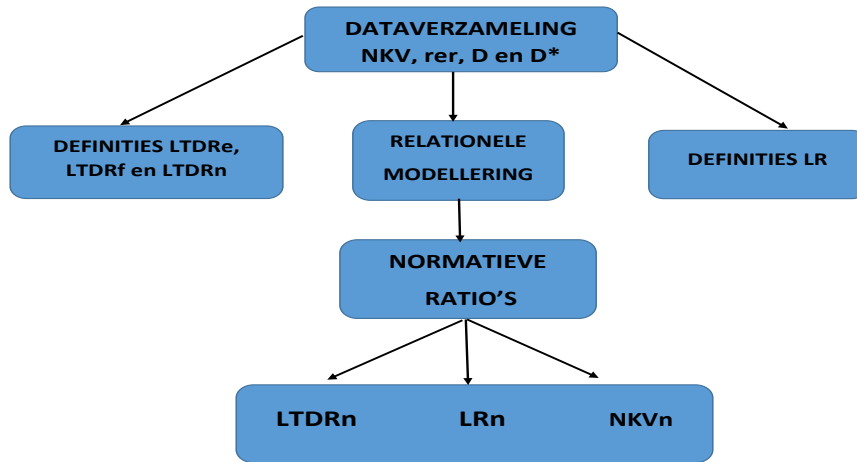 DATAVERZAMELING
NKV, rer, D en D*
DEFINITIES LTDRe,
LTDRf en LTDRn
RELATIONELE
MODELLERING
DEFINITIES LR
NORMATIEVE
RATIO'S
LTDRn LRn NKVn